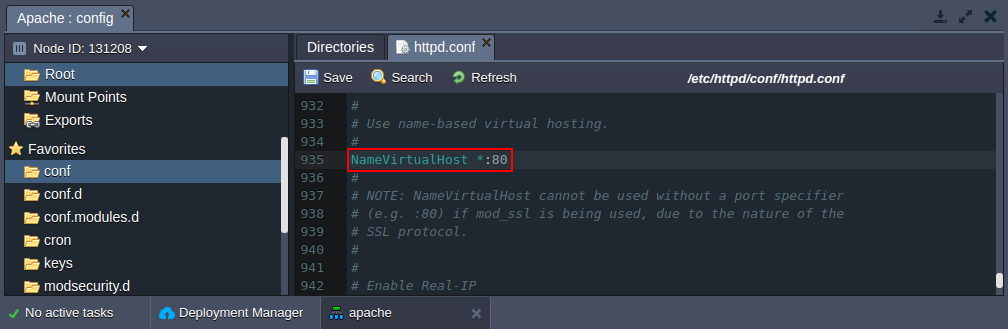 Apache : config
Node ID: 131208
Root
Mount Points
Exports
Favorites
conf
conf.d
conf.modules.d
cron
keys
modsecurity.d
Directories
httpd.conf
Save
Search
Refresh
/etc/httpd/conf/httpd.conf
932 #
933 # Use name-based virtual hosting.
934 #
935 NameVirtualHost *:80
936 #
937 # NOTE: NameVirtualHost cannot be used without a port specifier
938 # (e.g. :80) if mod_ssl is being used, due to the nature of the
939 # SSL protocol.
940 #
941 #
942 # Enable Real-IP
No active tasks
Deployment Manager
apache